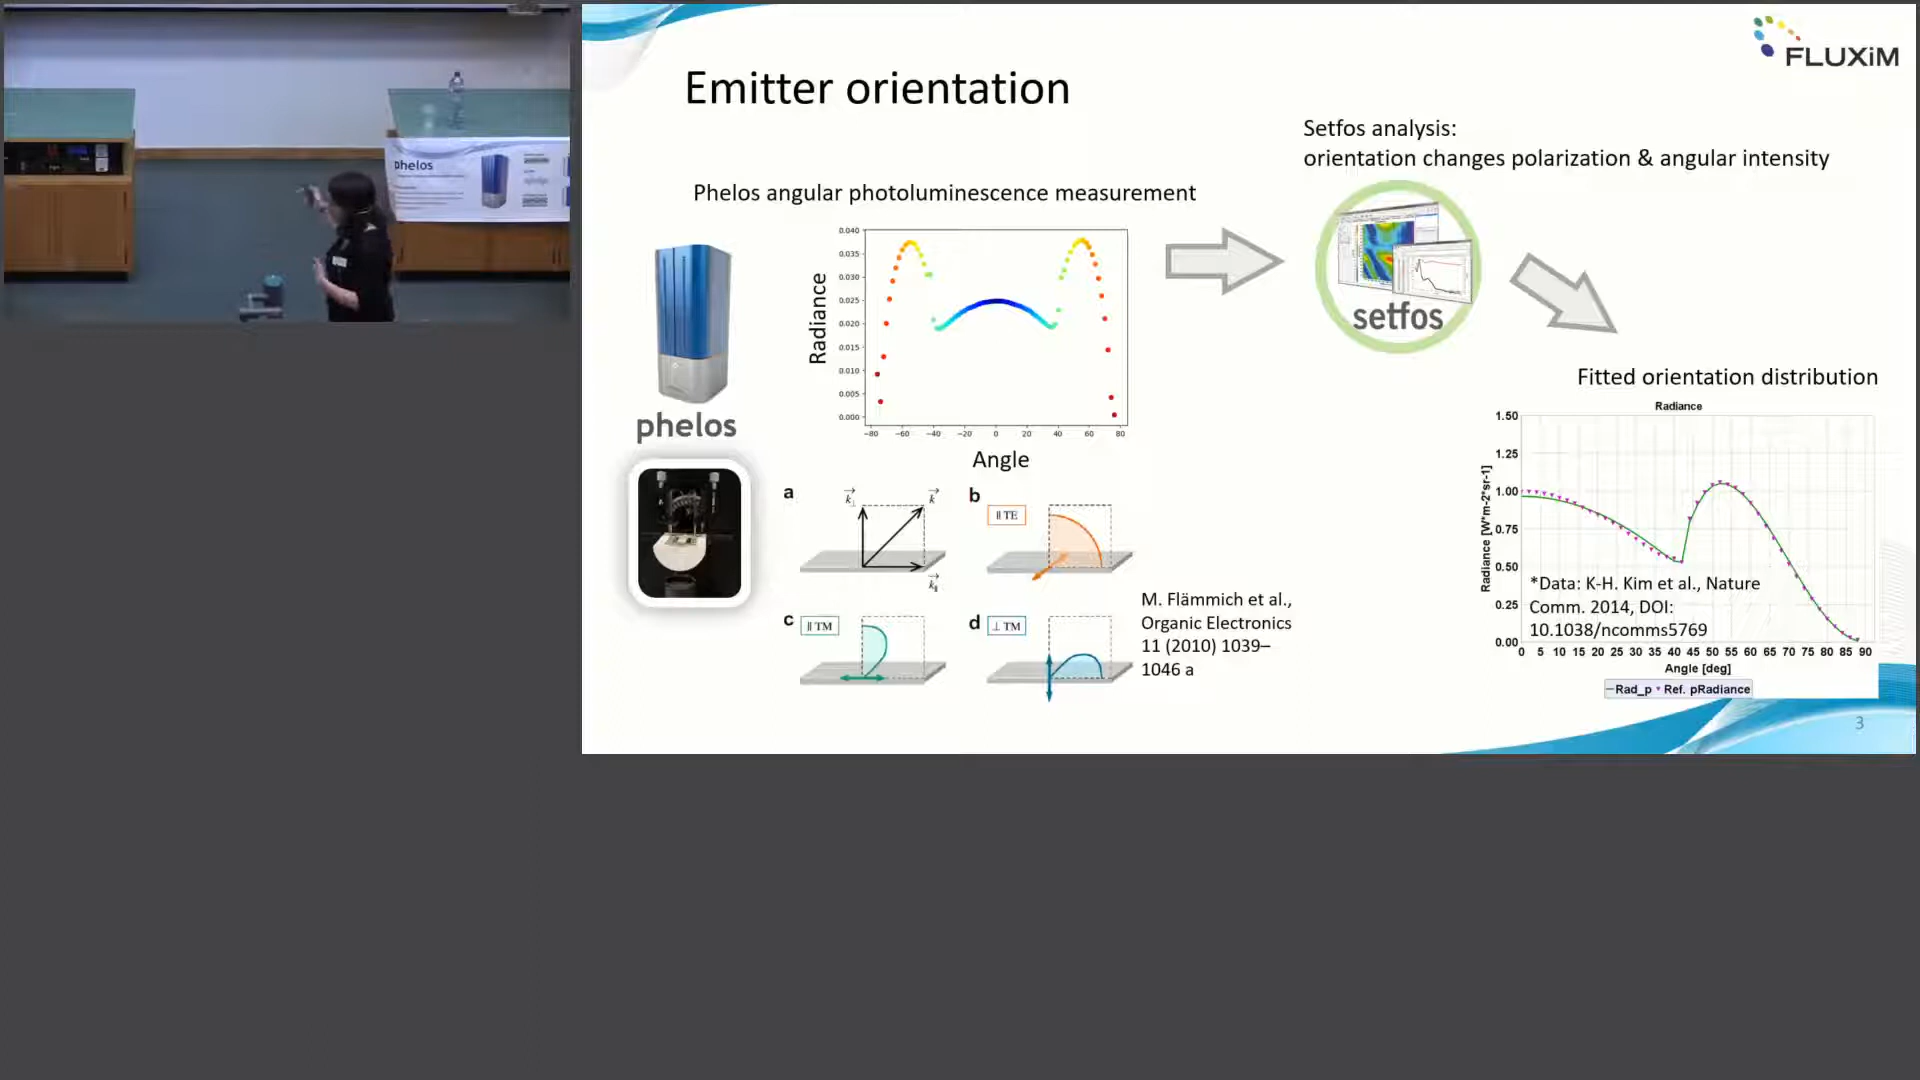 FLUXiM
Emitter orientation
Setfos analysis:
orientation changes polarization & angular intensity
Phelos angular photoluminescence measurement
phelos
setfos
phelos
Radiance
0.040
0.035
0.030
0.025
0.020
0.015
0.010
0.005
0.000
−80 −60 −40 −20 0 20 40 60 80
Angle
Fitted orientation distribution
Radiance
1.50
1.25
1.00
0.75
0.50
0.25
0.00
Radiance [W*m-2*sr-1]
*Data: K-H. Kim et al., Nature
Comm. 2014, DOI:
10.1038/ncomms5769
0 5 10 15 20 25 30 35 40 45 50 55 60 65 70 75 80 85 90
Angle [deg]
Rad_p Ref. pRadiance
a
k⊥ k
k∥
b
∥ TE
c
∥ TM
d
⊥ TM
M. Flämmich et al.,
Organic Electronics
11 (2010) 1039–
1046 a
3